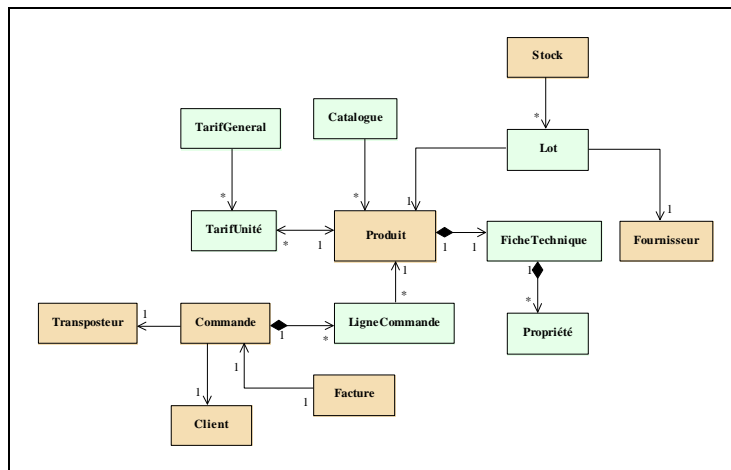 Stock
*
TarifGeneral
Catalogue
Lot
*
*
1
1
TarifUnité
Produit
FicheTechnique
Fournisseur
*
1
1
1
1
1
*
*
Transposteur
1
Commande
1
*
LigneCommande
Propriété
1
1
Facture
1
Client